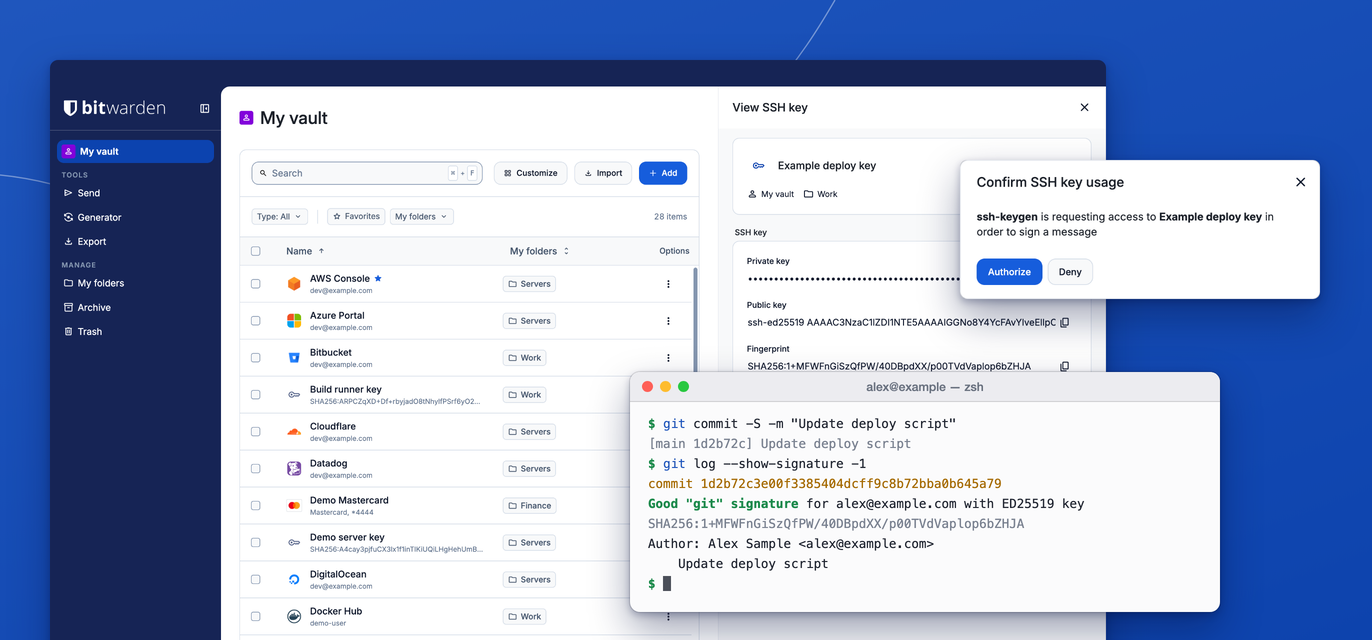 bitwarden
My vault
TOOLS
Send
Generator
Export
MANAGE
My folders
Archive
Trash
My vault
Search ⌘ + F
Customize
Import
+ Add
Type: All
Favorites
My folders
28 items
Name ↑
My folders
Options
AWS Console
dev@example.com
Servers
Azure Portal
dev@example.com
Servers
Bitbucket
dev@example.com
Work
Build runner key
SHA256:ARPCZqXD+Df+rbyjadO8tNhylfPSrf6yO2...
Work
Cloudflare
dev@example.com
Servers
Datadog
dev@example.com
Servers
Demo Mastercard
Mastercard, *4444
Finance
Demo server key
SHA256:A4cay3pjfuCX3lx1f1inTIKiUQiLHgHehUmB...
Servers
DigitalOcean
dev@example.com
Servers
Docker Hub
demo-user
Work
View SSH key
Example deploy key
My vault
Work
SSH key
Private key
Public key
ssh-ed25519 AAAAC3NzaC1lZDI1NTE5AAAAIGGNo8Y4YcFAvYlveEllpC
Fingerprint
SHA256:1+MFWFnGiSzQfPW/40DBpdXX/p00TVdVaplop6bZHJA
Confirm SSH key usage
ssh-keygen is requesting access to Example deploy key in
order to sign a message
Authorize
Deny
alex@example — zsh
$ git commit -S -m "Update deploy script"
[main 1d2b72c] Update deploy script
$ git log --show-signature -1
commit 1d2b72c3e00f3385404dcff9c8b72bba0b645a79
Good "git" signature for alex@example.com with ED25519 key
SHA256:1+MFWFnGiSzQfPW/40DBpdXX/p00TVdVaplop6bZHJA
Author: Alex Sample <alex@example.com>
Update deploy script
$